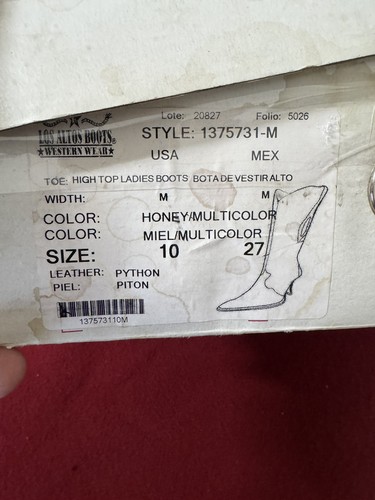 LOS ALTOS BOOTS
★WESTERN WEAR★
Lote: 20827 Folio: 5026
STYLE: 1375731-M
USA MEX
TOE: HIGH TOP LADIES BOOTS BOTA DE VESTIR ALTO
WIDTH: M M
COLOR: HONEY/MULTICOLOR
COLOR: MIEL/MULTICOLOR
SIZE: 10 27
LEATHER: PYTHON
PIEL: PITON
137573110M